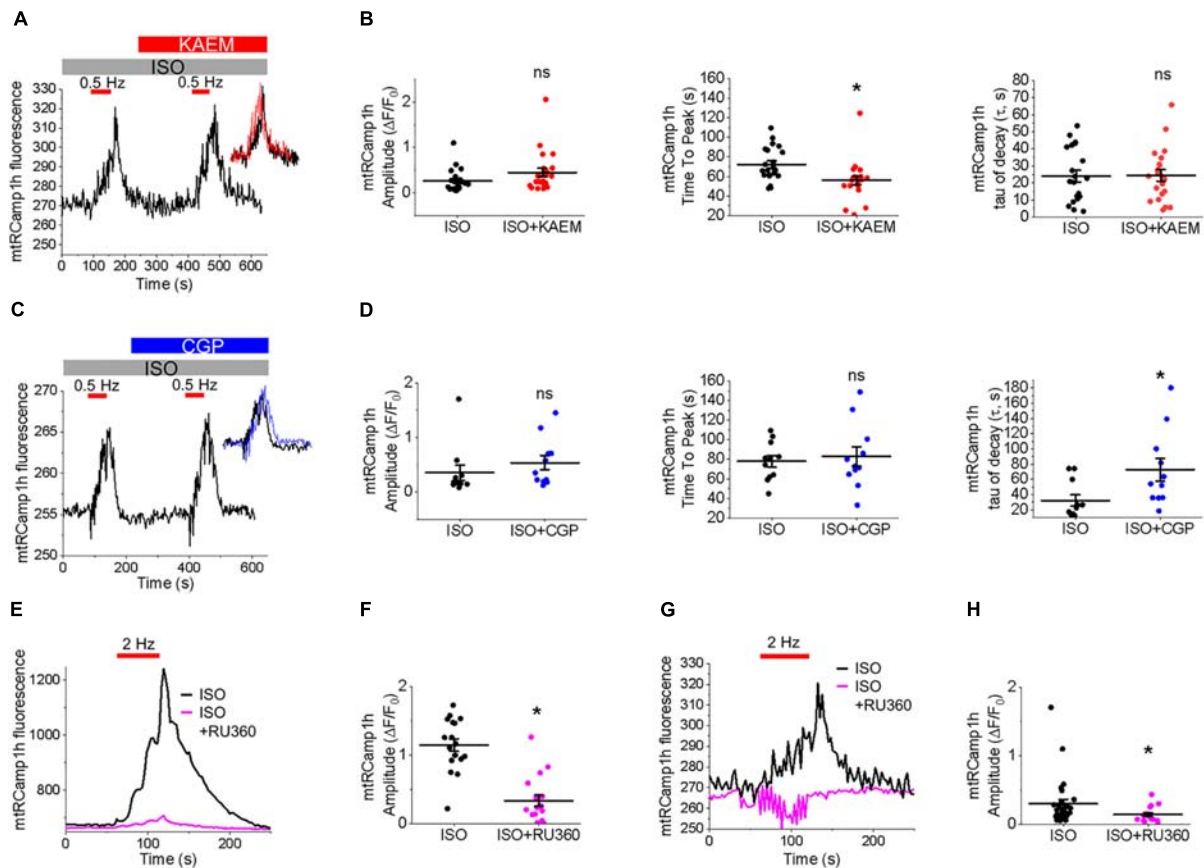 A
KAEM
ISO
0.5 Hz
0.5 Hz
mtRCamp1h fluorescence
330
320
310
300
290
280
270
260
250
0 100 200 300 400 500 600
Time (s)
B
mtRCamp1h
Amplitude (ΔF/F0)
2
1
0
ns
ISO ISO+KAEM
mtRCamp1h
Time To Peak (s)
160
140
120
100
80
60
40
20
*
ISO ISO+KAEM
mtRCamp1h
tau of decay (τ, s)
80
70
60
50
40
30
20
10
0
ns
ISO ISO+KAEM
C
CGP
ISO
0.5 Hz
0.5 Hz
mtRCamp1h fluorescence
270
265
260
255
250
0 200 400 600
Time (s)
D
mtRCamp1h
Amplitude (ΔF/F0)
2
1
0
ns
ISO ISO+CGP
mtRCamp1h
Time To Peak (s)
160
140
120
100
80
60
40
20
ns
ISO ISO+CGP
mtRCamp1h
tau of decay (τ, s)
180
160
140
120
100
80
60
40
20
*
ISO ISO+CGP
E
2 Hz
ISO
ISO
+RU360
mtRCamp1h fluorescence
1200
1000
800
0 100 200
Time (s)
F
mtRCamp1h
Amplitude (ΔF/F0)
2
1
0
*
ISO ISO+RU360
G
2 Hz
ISO
ISO
+RU360
mtRCamp1h fluorescence
330
320
310
300
290
280
270
260
250
0 100 200
Time (s)
H
mtRCamp1h
Amplitude (ΔF/F0)
2
1
0
*
ISO ISO+RU360